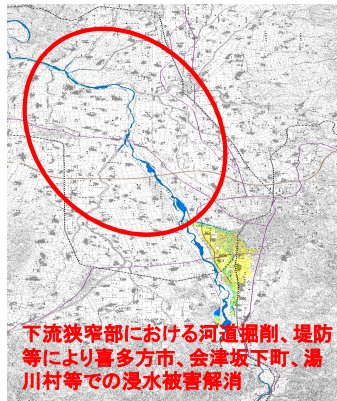 下流狭窄部における河道掘削、堤防
等により喜多方市、会津坂下町、湯
川村等での浸水被害解消